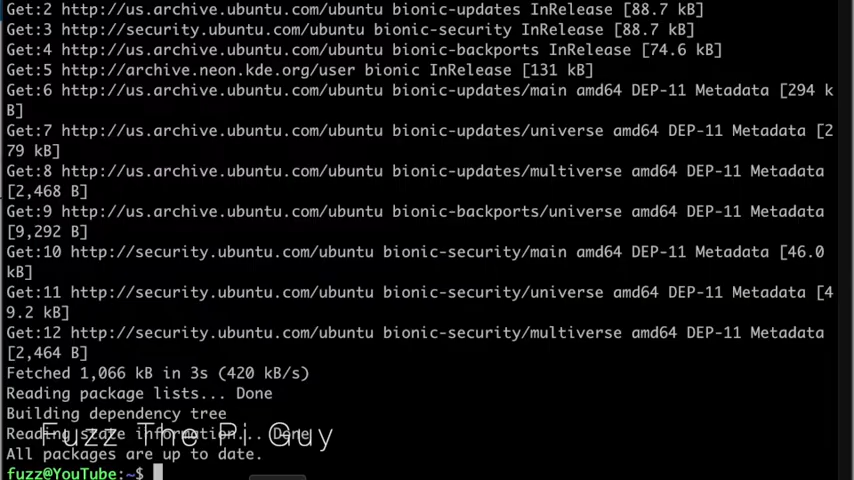 Get:2 http://us.archive.ubuntu.com/ubuntu bionic-updates InRelease [88.7 kB]
Get:3 http://security.ubuntu.com/ubuntu bionic-security InRelease [88.7 kB]
Get:4 http://us.archive.ubuntu.com/ubuntu bionic-backports InRelease [74.6 kB]
Get:5 http://archive.neon.kde.org/user bionic InRelease [131 kB]
Get:6 http://us.archive.ubuntu.com/ubuntu bionic-updates/main amd64 DEP-11 Metadata [294 k
B]
Get:7 http://us.archive.ubuntu.com/ubuntu bionic-updates/universe amd64 DEP-11 Metadata [2
79 kB]
Get:8 http://us.archive.ubuntu.com/ubuntu bionic-updates/multiverse amd64 DEP-11 Metadata
[2,468 B]
Get:9 http://us.archive.ubuntu.com/ubuntu bionic-backports/universe amd64 DEP-11 Metadata
[9,292 B]
Get:10 http://security.ubuntu.com/ubuntu bionic-security/main amd64 DEP-11 Metadata [46.0
kB]
Get:11 http://security.ubuntu.com/ubuntu bionic-security/universe amd64 DEP-11 Metadata [4
9.2 kB]
Get:12 http://security.ubuntu.com/ubuntu bionic-security/multiverse amd64 DEP-11 Metadata
[2,464 B]
Fetched 1,066 kB in 3s (420 kB/s)
Reading package lists... Done
Building dependency tree
Reading state information... Done
Fuzz The Pi Guy
All packages are up to date.
fuzz@YouTube:~$